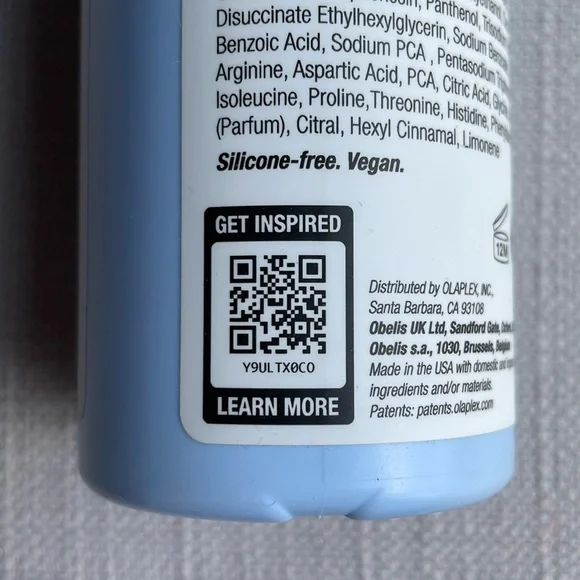 Panthenol,
Disuccinate Ethylhexylglycerin, Sodium
Benzoic Acid, Sodium PCA , Pentasodium
Arginine, Aspartic Acid, PCA, Citric Acid,
Isoleucine, Proline,Threonine, Histidine,
(Parfum), Citral, Hexyl Cinnamal, Limonene
Silicone-free. Vegan.
GET INSPIRED
Y9ULTX0CO
LEARN MORE
12M
Distributed by OLAPLEX, INC.,
Santa Barbara, CA 93108
Obelis UK Ltd, Sandford Gate,
Obelis s.a., 1030, Brussels, Belgium
Made in the USA with domestic and
ingredients and/or materials.
Patents: patents.olaplex.com